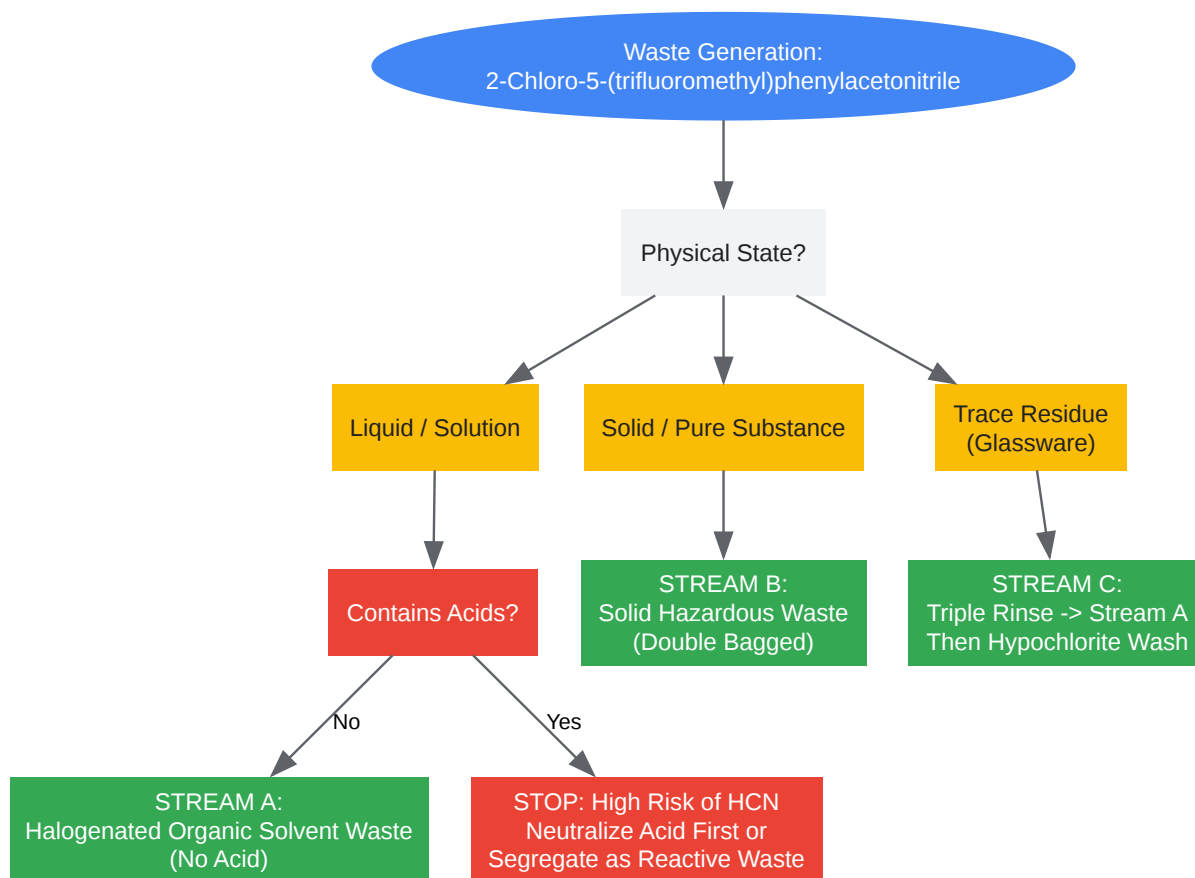 Waste Generation:
2-Chloro-5-(trifluoromethyl)phenylacetonitrile
Physical State?
Liquid / Solution
Solid / Pure Substance
Trace Residue
(Glassware)
Contains Acids?
STREAM B:
Solid Hazardous Waste
(Double Bagged)
STREAM C:
Triple Rinse -> Stream A
Then Hypochlorite Wash
No
Yes
STREAM A:
Halogenated Organic Solvent Waste
(No Acid)
STOP: High Risk of HCN
Neutralize Acid First or
Segregate as Reactive Waste